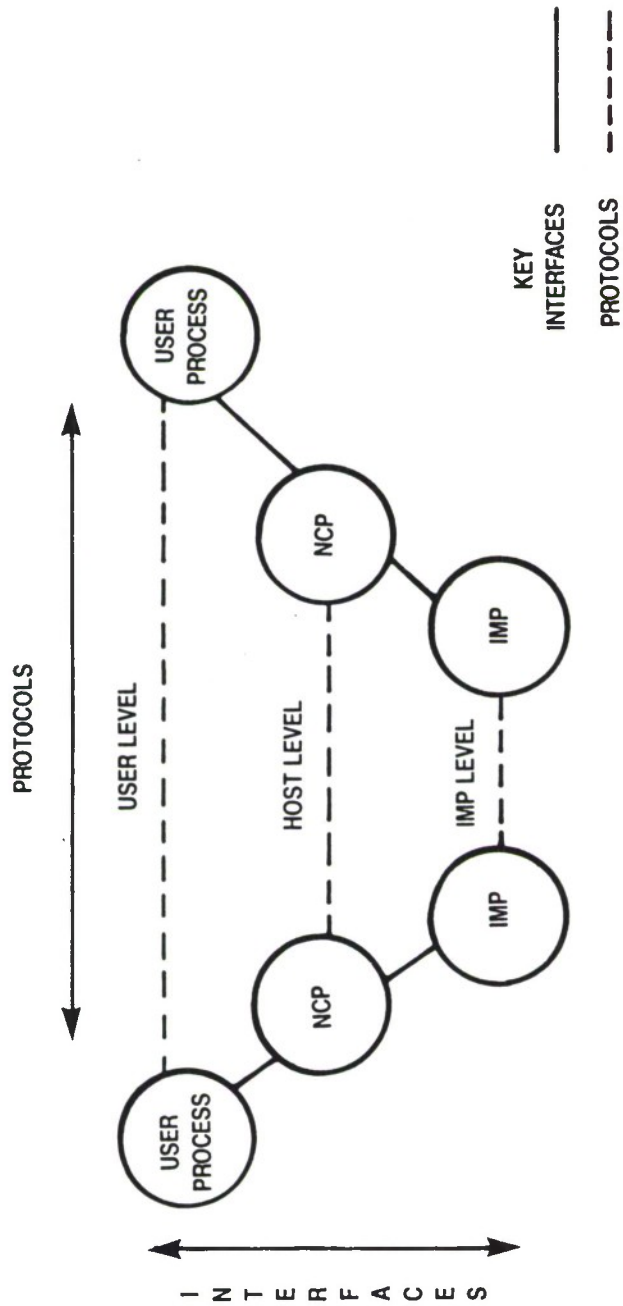 PROTOCOLS
USER LEVEL
USER
PROCESS
USER
PROCESS
HOST LEVEL
NCP
NCP
IMP LEVEL
IMP
IMP
INTERFACES
KEY
INTERFACES
PROTOCOLS